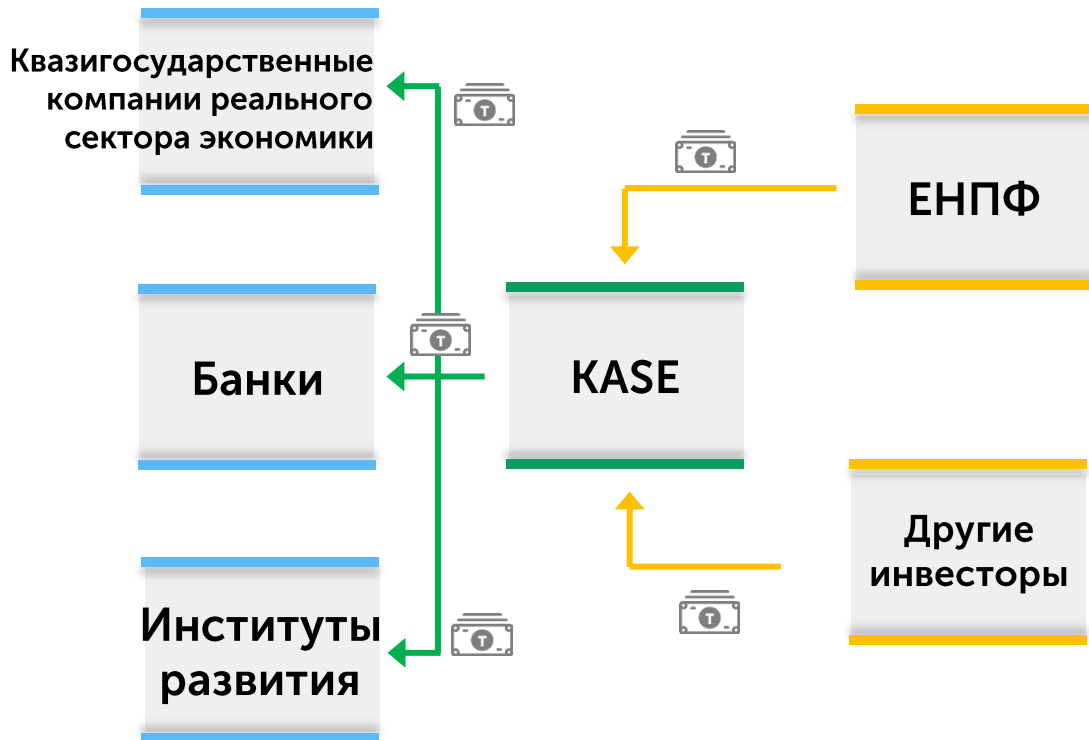 Квазигосударственные
компании реального
сектора экономики
Банки
Институты
развития
KASE
ЕНПФ
Другие
инвесторы
T
T
T
T
T